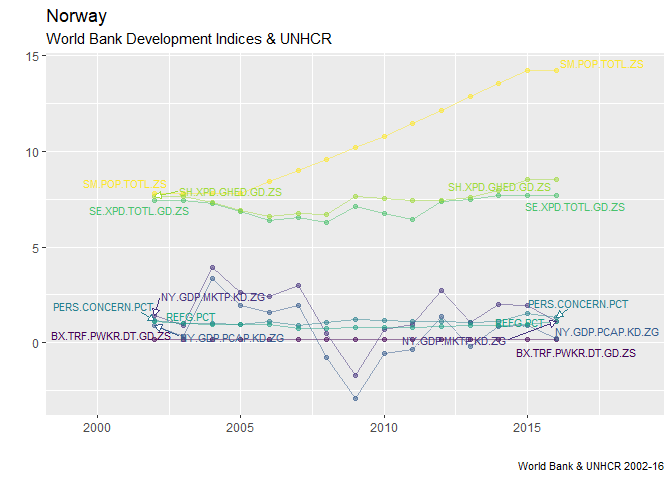 Norway
World Bank Development Indices & UNHCR
15
SM.POP.TOTL.ZS
10
SM.POP.TOTL.ZS
SH.XPD.GHED.GD.ZS
SH.XPD.GHED.GD.ZS
SE.XPD.TOTL.GD.ZS
SE.XPD.TOTL.GD.ZS
5
NY.GDP.MKTP.KD.ZG
PERS.CONCERN.PCT
PERS.CONCERN.PCT
REFG.PCT
REFG.PCT
BX.TRF.PWKR.DT.GD.ZS
NY.GDP.PCAP.KD.ZG
NY.GDP.MKTP.KD.ZG
NY.GDP.PCAP.KD.ZG
0
BX.TRF.PWKR.DT.GD.ZS
2000
2005
2010
2015
World Bank & UNHCR 2002-16